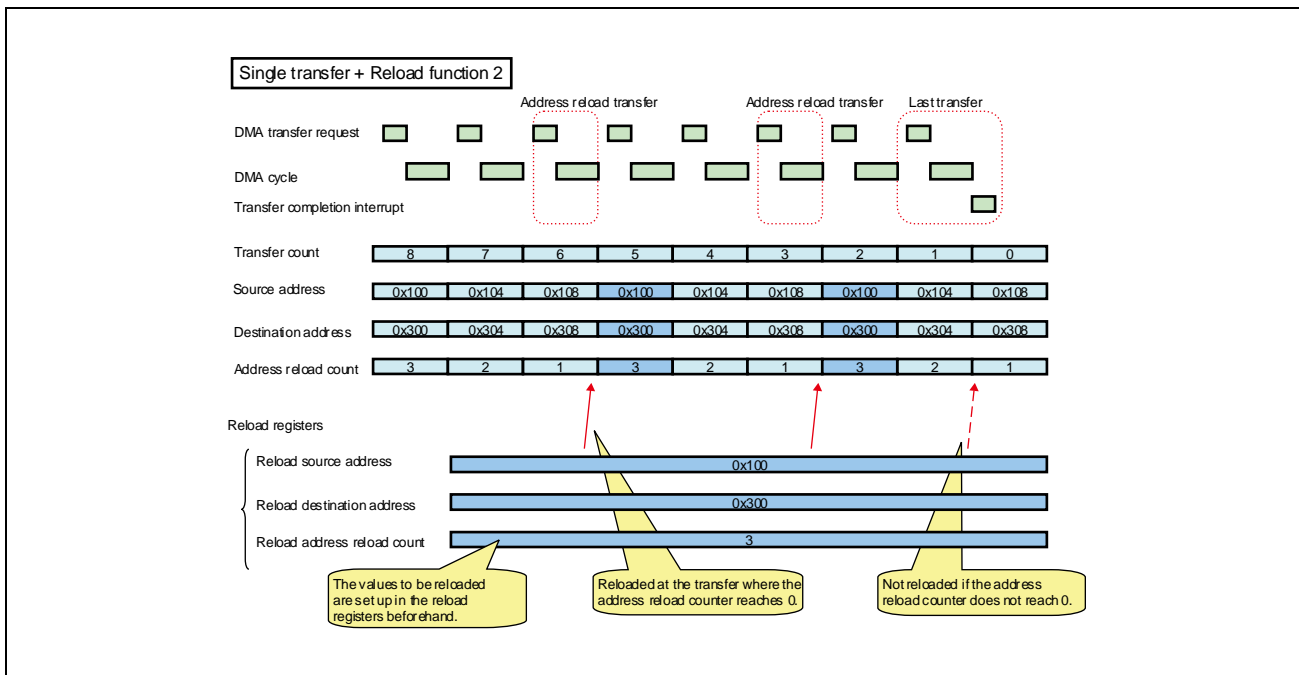 Single transfer + Reload function 2
Address reload transfer Address reload transfer Last transfer
DMA transfer request
DMA cycle
Transfer completion interrupt
Transfer count 8 7 6 5 4 3 2 1 0
Source address 0x100 0x104 0x108 0x100 0x104 0x108 0x100 0x104 0x108
Destination address 0x300 0x304 0x308 0x300 0x304 0x308 0x300 0x304 0x308
Address reload count 3 2 1 3 2 1 3 2 1
Reload registers
Reload source address 0x100
Reload destination address 0x300
Reload address reload count 3
The values to be reloaded
are set up in the reload
registers beforehand.
Reloaded at the transfer where the
address reload counter reaches 0.
Not reloaded if the address
reload counter does not reach 0.